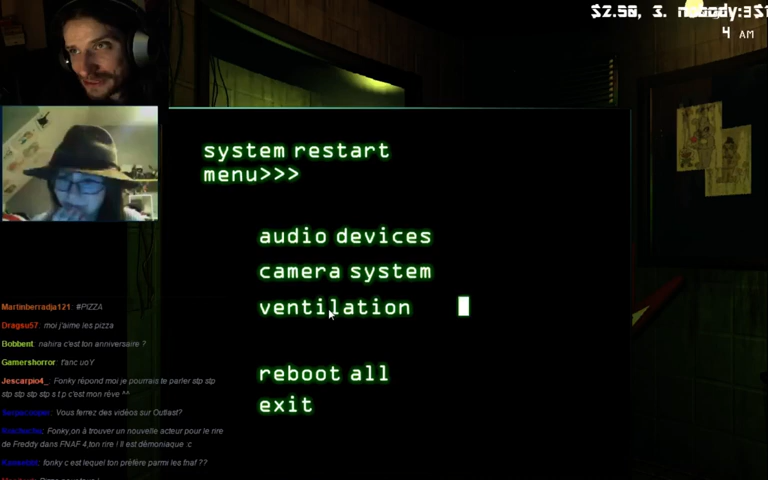 $2.50, 3. nobody:
4 AM
system restart
menu>>>
audio devices
camera system
ventilation
reboot all
exit
Martinberradja121: #PIZZA
Dragsu57: moi j'aime les pizza
Bobbent: nahira c'est ton anniversaire ?
Gamershorror: t'anc uoY
Jescarpio4_: Fonky répond moi je pourrais te parler stp stp
stp stp stp stp s t p c'est mon rêve ^^
Vous ferrez des vidéos sur Outlast?
Fonky,on à trouver un nouvelle acteur pour le rire
de Freddy dans FNAF 4,ton rire ! Il est démoniaque :c
fonky c'est lequel ton préfère parmi les fnaf ??